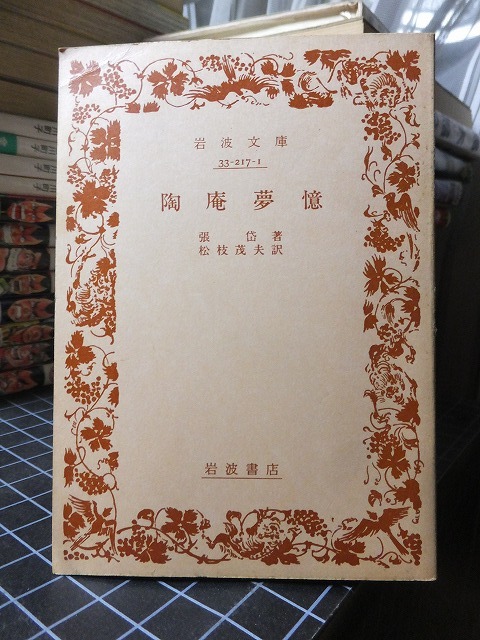 岩波文庫
33-217-1
陶庵夢憶
張岱著
松枝茂夫訳
岩波書店